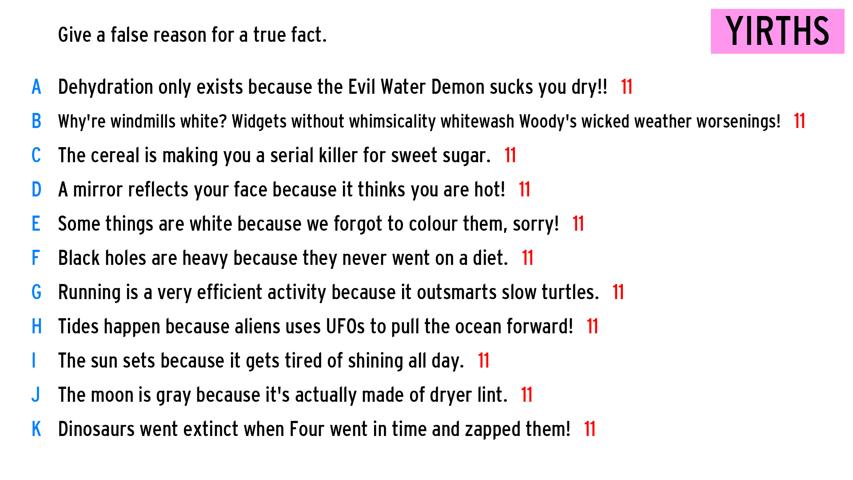 Give a false reason for a true fact.
YIRTHS
A Dehydration only exists because the Evil Water Demon sucks you dry!! 11
B Why're windmills white? Widgets without whimsicality whitewash Woody's wicked weather worsenings! 11
C The cereal is making you a serial killer for sweet sugar. 11
D A mirror reflects your face because it thinks you are hot! 11
E Some things are white because we forgot to colour them, sorry! 11
F Black holes are heavy because they never went on a diet. 11
G Running is a very efficient activity because it outsmarts slow turtles. 11
H Tides happen because aliens uses UFOs to pull the ocean forward! 11
I The sun sets because it gets tired of shining all day. 11
J The moon is gray because it's actually made of dryer lint. 11
K Dinosaurs went extinct when Four went in time and zapped them! 11